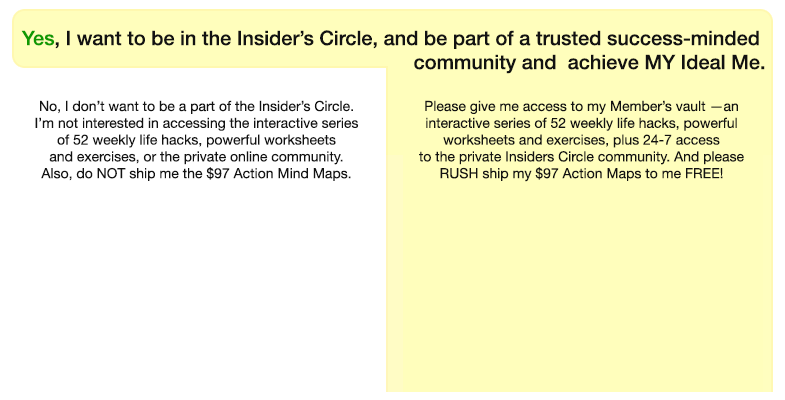 Yes, I want to be in the Insider’s Circle, and be part of a trusted success-minded
community and  achieve MY Ideal Me.
No, I don’t want to be a part of the Insider’s Circle.
I’m not interested in accessing the interactive series
of 52 weekly life hacks, powerful worksheets
and exercises, or the private online community.
Also, do NOT ship me the $97 Action Mind Maps.
Please give me access to my Member’s vault —an
interactive series of 52 weekly life hacks, powerful
worksheets and exercises, plus 24-7 access
to the private Insiders Circle community. And please
RUSH ship my $97 Action Maps to me FREE!